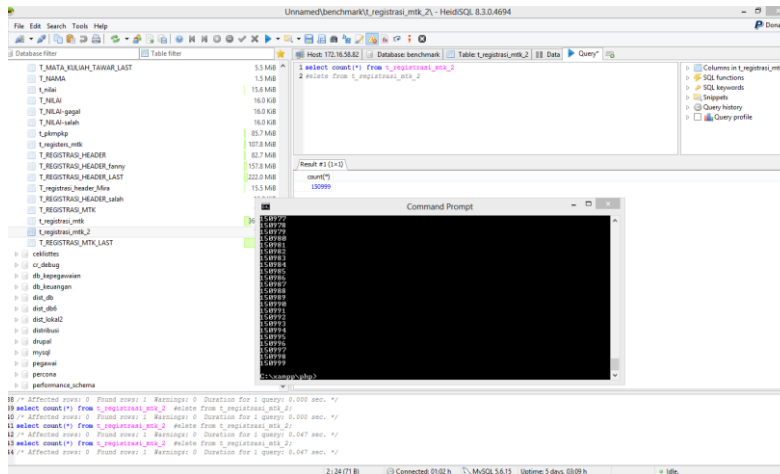 Unnamed\benchmark\t_registrasi_mtk_2\ - HeidiSQL 8.3.0.4694
File Edit Search Tools Help
Database filter
Table filter
Host: 172.16.58.82
Database: benchmark
Table: t_registrasi_mtk_2
Data
Query*
T_MATA_KULIAH_TAWAR_LAST 5.5 MiB
T_NAMA 1.5 MiB
t_nilai 15.6 MiB
T_NILAI 16.0 KiB
T_NILAI-gagal 16.0 KiB
T_NILAI-salah 16.0 KiB
t_pkmpkp 85.7 MiB
t_registers_mtk 107.8 MiB
T_REGISTRASI_HEADER 82.7 MiB
T_REGISTRASI_HEADER_fanny 157.8 MiB
T_REGISTRASI_HEADER_LAST 222.0 MiB
T_registrasi_header_Mira 15.5 MiB
T_REGISTRASI_HEADER_salah
T_REGISTRASI_MTK
t_registrasi_mtk 36
t_registrasi_mtk_2
T_REGISTRASI_MTK_LAST
ceklisttes
cr_debug
db_kepegawaian
db_keuangan
dist_db
dist_db6
dist_lokal2
distribusi
drupal
mysql
pegawai
percona
performance_schema
1 select count(*) from t_registrasi_mtk_2
2 #elete from t_registrasi_mtk_2
Columns in t_registrasi_mt
SQL functions
SQL keywords
Snippets
Query history
Query profile
Result #1 (1×1)
count(*)
150999
Command Prompt
150977
150978
150979
150980
150981
150982
150983
150984
150985
150986
150987
150988
150989
150990
150991
150992
150993
150994
150995
150996
150997
150998
150999
C:\xampp\php>
38 /* Affected rows: 0 Found rows: 1 Warnings: 0 Duration for 1 query: 0.000 sec. */
39 select count(*) from t_registrasi_mtk_2 #elete from t_registrasi_mtk_2;
40 /* Affected rows: 0 Found rows: 1 Warnings: 0 Duration for 1 query: 0.000 sec. */
41 select count(*) from t_registrasi_mtk_2 #elete from t_registrasi_mtk_2;
42 /* Affected rows: 0 Found rows: 1 Warnings: 0 Duration for 1 query: 0.047 sec. */
43 select count(*) from t_registrasi_mtk_2 #elete from t_registrasi_mtk_2;
44 /* Affected rows: 0 Found rows: 1 Warnings: 0 Duration for 1 query: 0.047 sec. */
2 : 24 (71 B) Connected: 01:02 h MySQL 5.6.15 Uptime: 5 days, 03:09 h Idle.